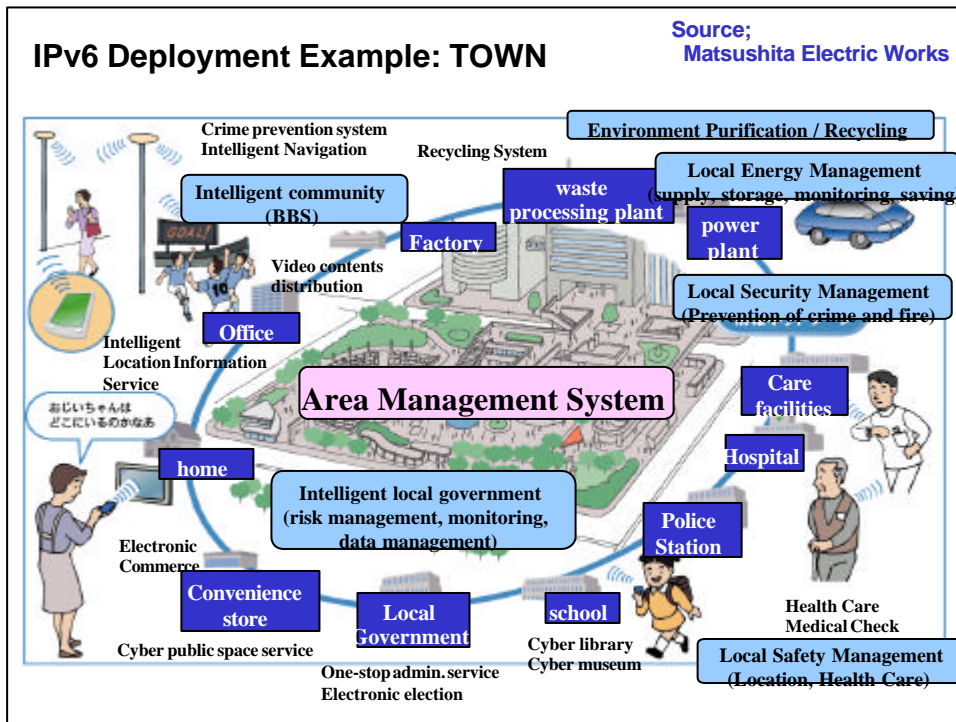 IPv6 Deployment Example: TOWN
Source;
Matsushita Electric Works
Crime prevention system
Intelligent Navigation
Recycling System
Environment Purification / Recycling
Local Energy Management
(supply, storage, monitoring, saving)
Intelligent community
(BBS)
waste
processing plant
power
plant
Factory
GOAL!
10
Video contents
distribution
Local Security Management
(Prevention of crime and fire)
Office
Intelligent
Location Information
Service
Area Management System
Care
facilities
おじいちゃんは
どこにいるのかなあ
home
Hospital
Intelligent local government
(risk management, monitoring,
data management)
Police
Station
Electronic
Commerce
Convenience
store
Local
Government
school
Health Care
Medical Check
Cyber public space service
Cyber library
Cyber museum
One-stop admin. service
Electronic election
Local Safety Management
(Location, Health Care)